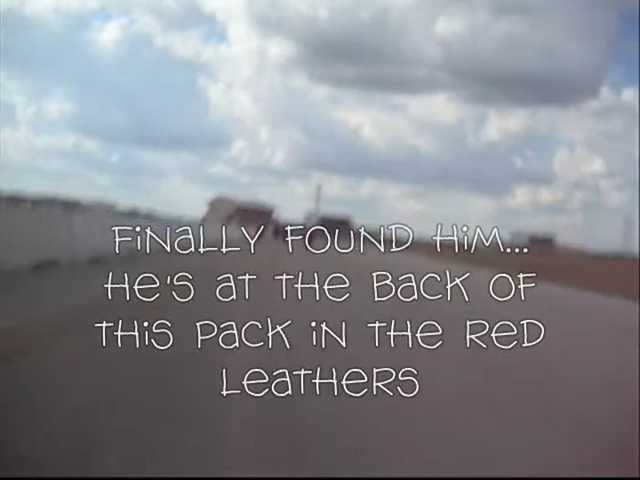 FiNALLY FOUND HiM...
He'S AT THE BACK OF
THiS PACK iN THE RED
LEATHERS